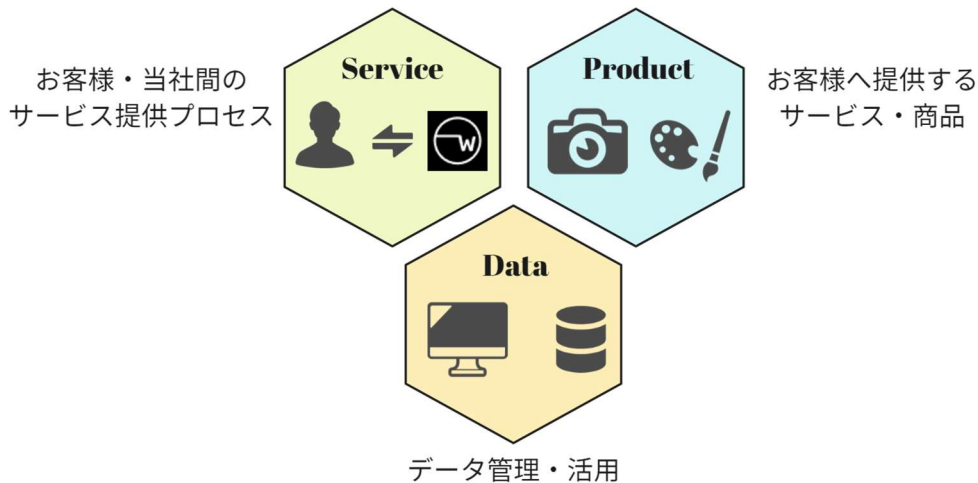 Service
お客様・当社間の
サービス提供プロセス
W
Product
お客様へ提供する
サービス・商品
Data
データ管理・活用